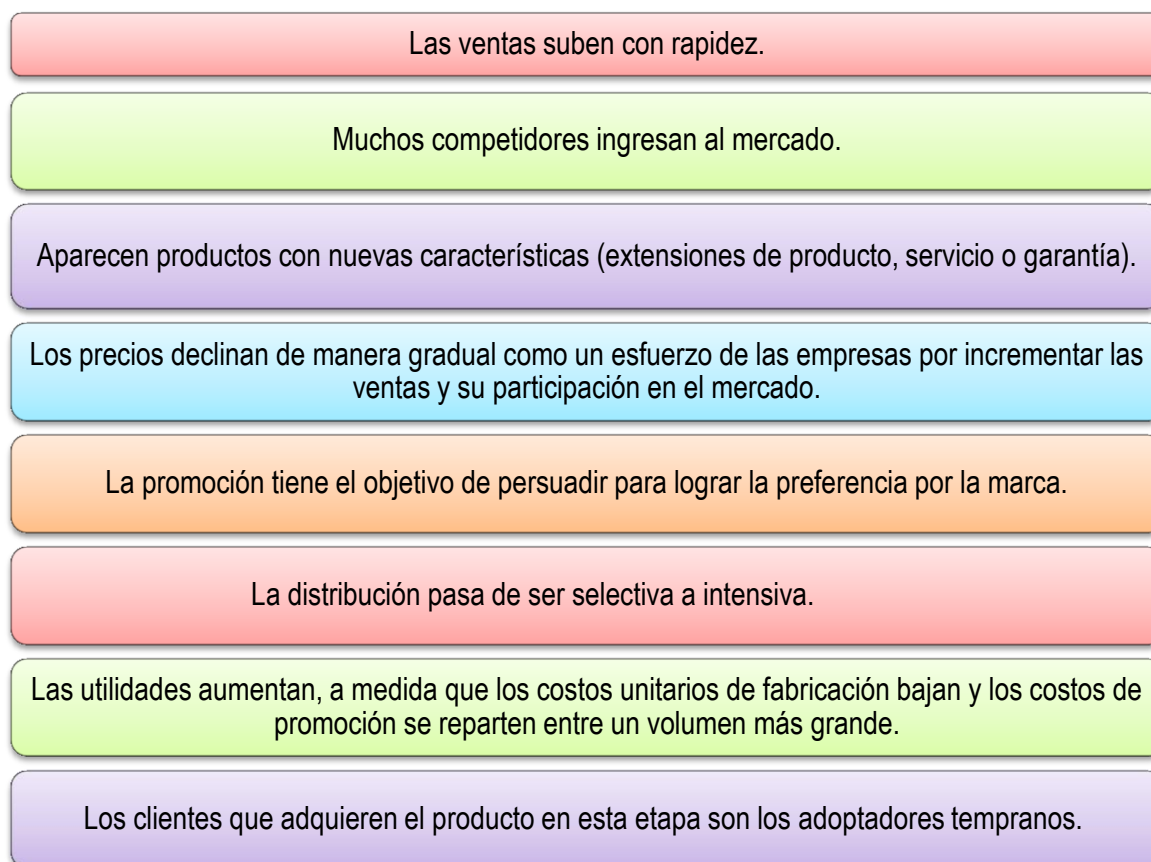 Las ventas suben con rapidez.
Muchos competidores ingresan al mercado.
Aparecen productos con nuevas características (extensiones de producto, servicio o garantía).
Los precios declinan de manera gradual como un esfuerzo de las empresas por incrementar las
ventas y su participación en el mercado.
La promoción tiene el objetivo de persuadir para lograr la preferencia por la marca.
La distribución pasa de ser selectiva a intensiva.
Las utilidades aumentan, a medida que los costos unitarios de fabricación bajan y los costos de
promoción se reparten entre un volumen más grande.
Los clientes que adquieren el producto en esta etapa son los adoptadores tempranos.